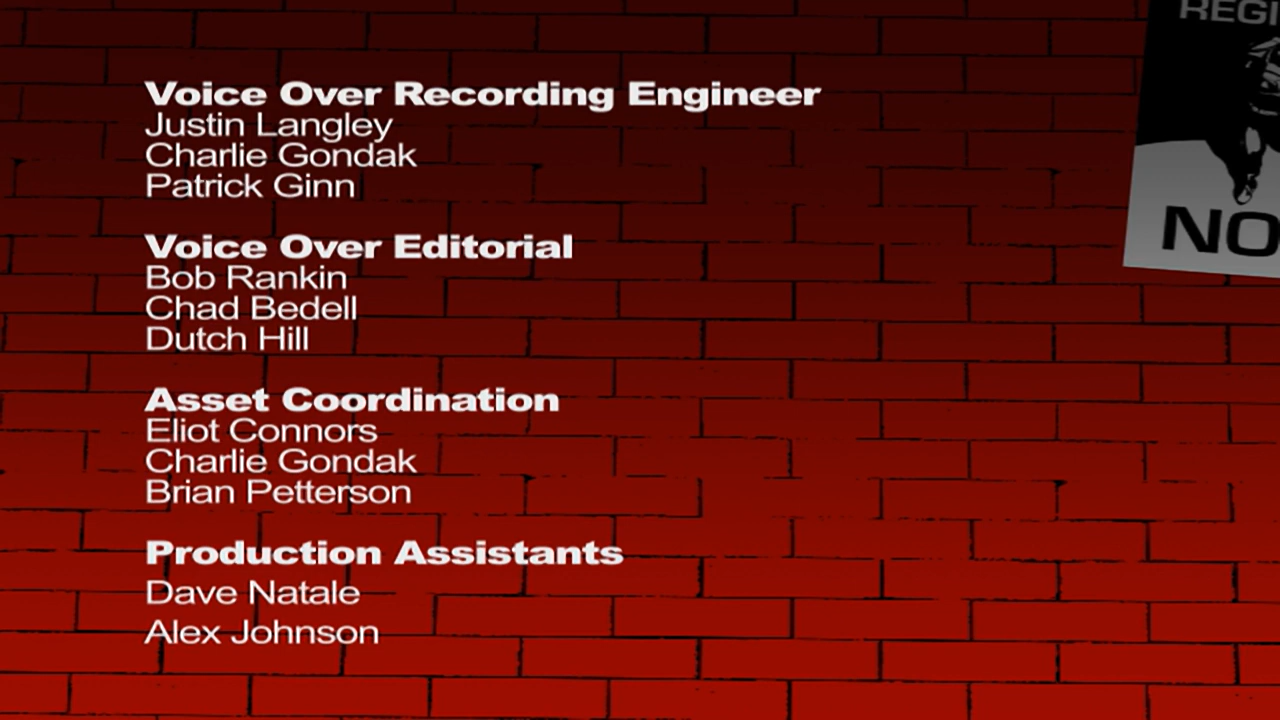 Voice Over Recording Engineer
Justin Langley
Charlie Gondak
Patrick Ginn
Voice Over Editorial
Bob Rankin
Chad Bedell
Dutch Hill
Asset Coordination
Eliot Connors
Charlie Gondak
Brian Petterson
Production Assistants
Dave Natale
Alex Johnson
REGI
NO